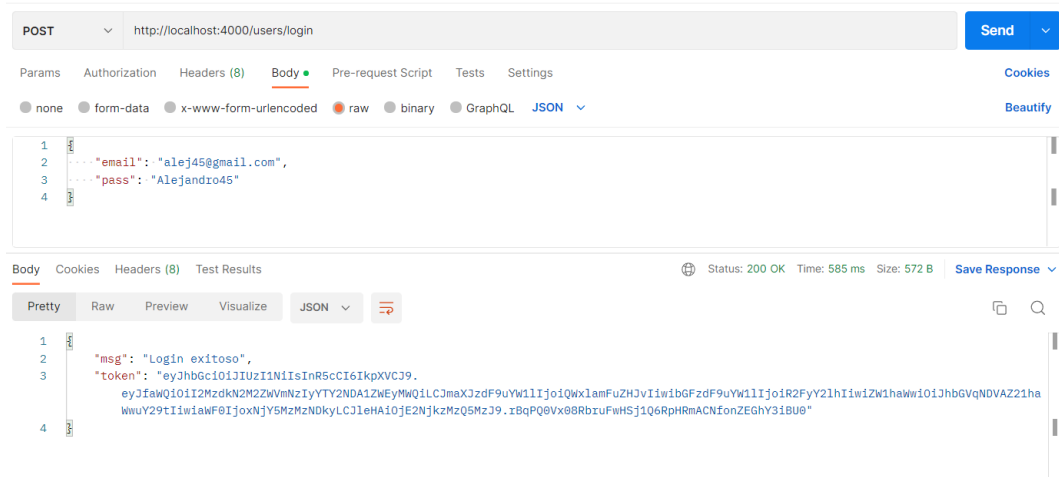 POST http://localhost:4000/users/login Send
Params Authorization Headers (8) Body Pre-request Script Tests Settings Cookies
none form-data x-www-form-urlencoded raw binary GraphQL JSON Beautify
1 {
2 ····"email":·"alej45@gmail.com",
3 ····"pass":·"Alejandro45"
4 }
Body Cookies Headers (8) Test Results Status: 200 OK Time: 585 ms Size: 572 B Save Response
Pretty Raw Preview Visualize JSON
1 {
2 "msg": "Login exitoso",
3 "token": "eyJhbGciOiJIUzI1NiIsInR5cCI6IkpXVCJ9.
eyJfaWQiOiI2MzdkN2M2ZWVmNzIyYTY2NDA1ZWEyMWQiLCJmaXJzdF9uYW1lIjoiQWxlamFuZHJvIiwibGFzdF9uYW1lIjoiR2FyY2lhIiwiZW1haWwiOiJhbGVqNDVAZ21ha
WwuY29tIiwiaWF0IjoxNjY5MzMzNDkyLCJleHAiOjE2NjkzMzQ5MzJ9.rBqPQ0Vx08RbruFwHSj1Q6RpHRmACNfonZEGhY3iBU0"
4 }